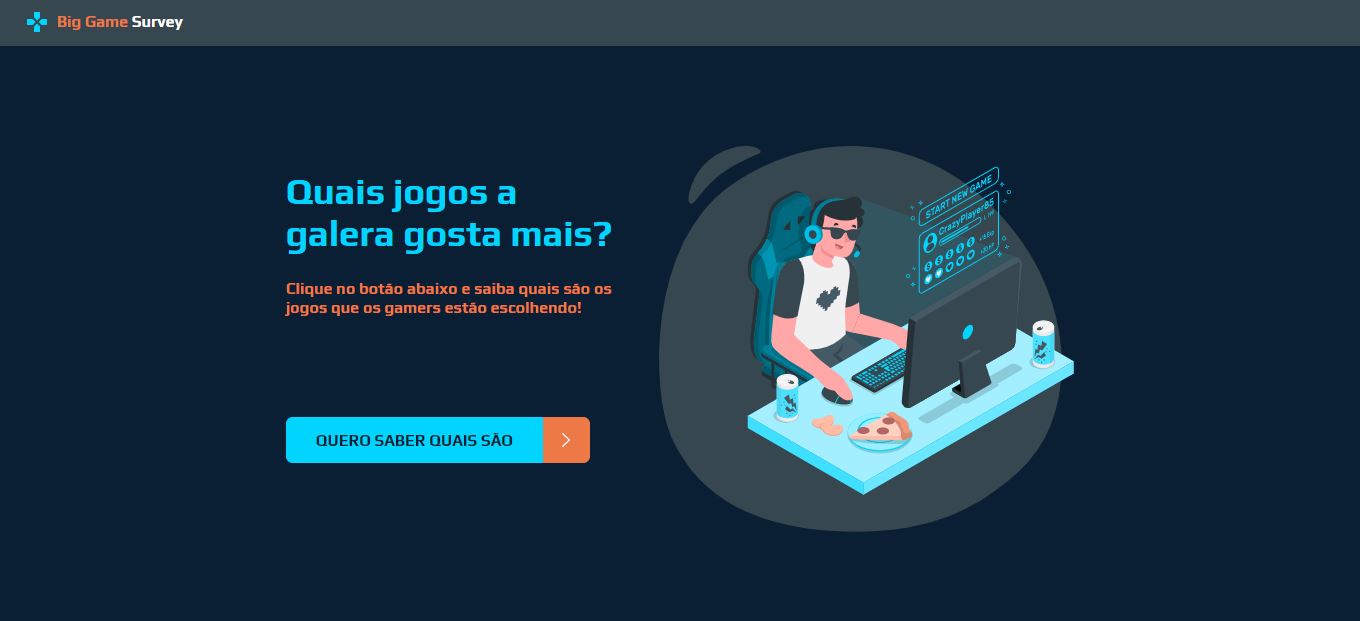 Big Game Survey
Quais jogos a
galera gosta mais?
Clique no botão abaixo e saiba quais são os
jogos que os gamers estão escolhendo!
QUERO SABER QUAIS SÃO
START NEW GAME
CrazyPlayer85